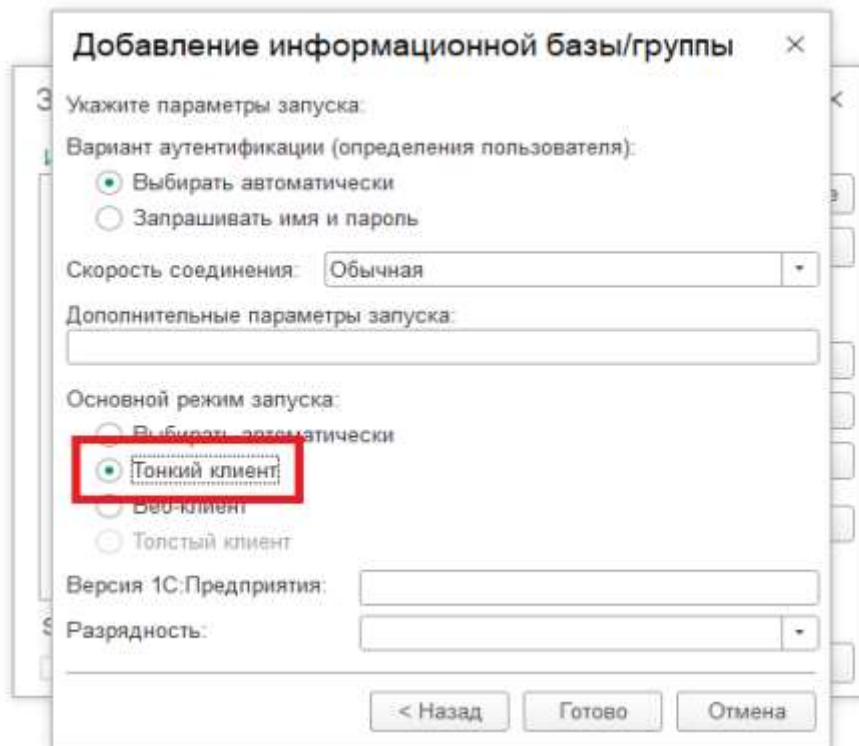 Добавление информационной базы/группы
Укажите параметры запуска:
Вариант аутентификации (определения пользователя):
Выбирать автоматически
Запрашивать имя и пароль
Скорость соединения: Обычная
Дополнительные параметры запуска:
Основной режим запуска:
Выбирать автоматически
Тонкий клиент
Веб-клиент
Толстый клиент
Версия 1С:Предприятия:
Разрядность:
< Назад Готово Отмена